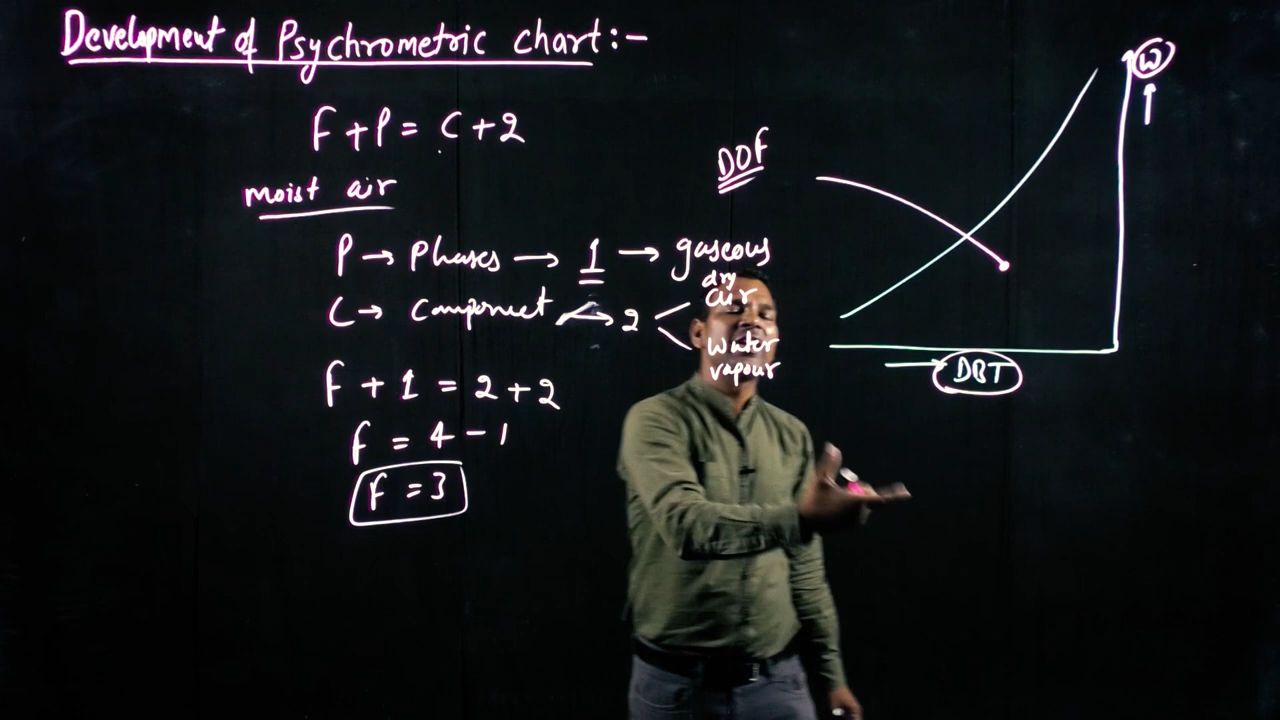 Development of Psychrometric chart:-
F + P = C + 2
moist air
P → Phases → 1 → gaseous
C → Component → 2 < dry air
water vapour
F + 1 = 2 + 2
f = 4 - 1
F = 3
DOF
W
DBT